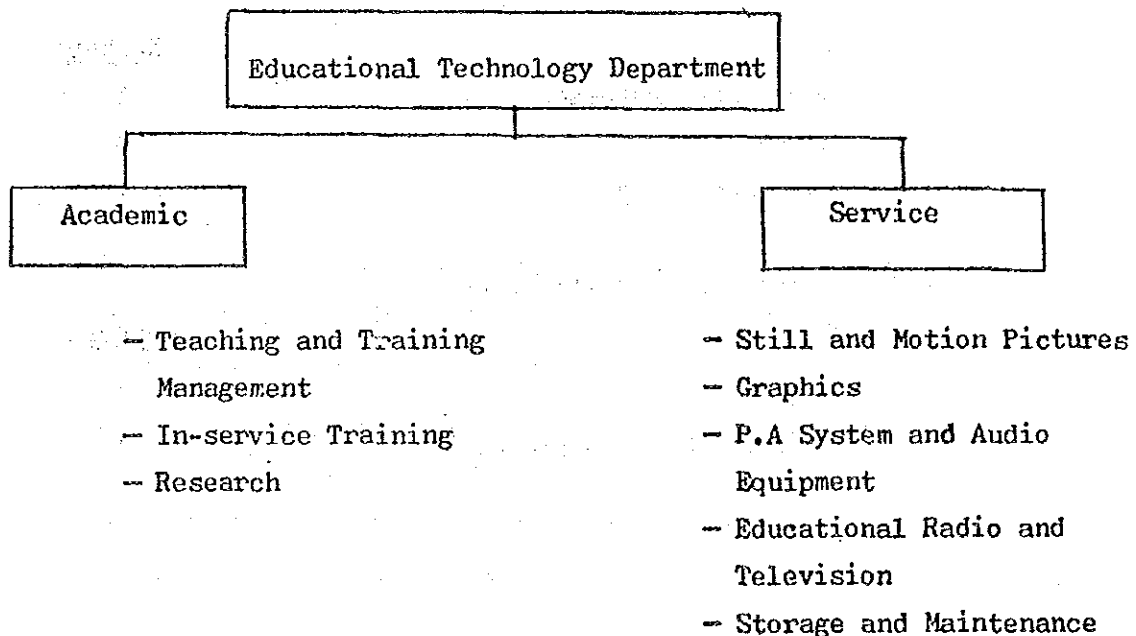 Educational Technology Department
Academic
Service
– Teaching and Training
Management
– In-service Training
– Research
– Still and Motion Pictures
– Graphics
– P.A System and Audio
Equipment
– Educational Radio and
Television
– Storage and Maintenance